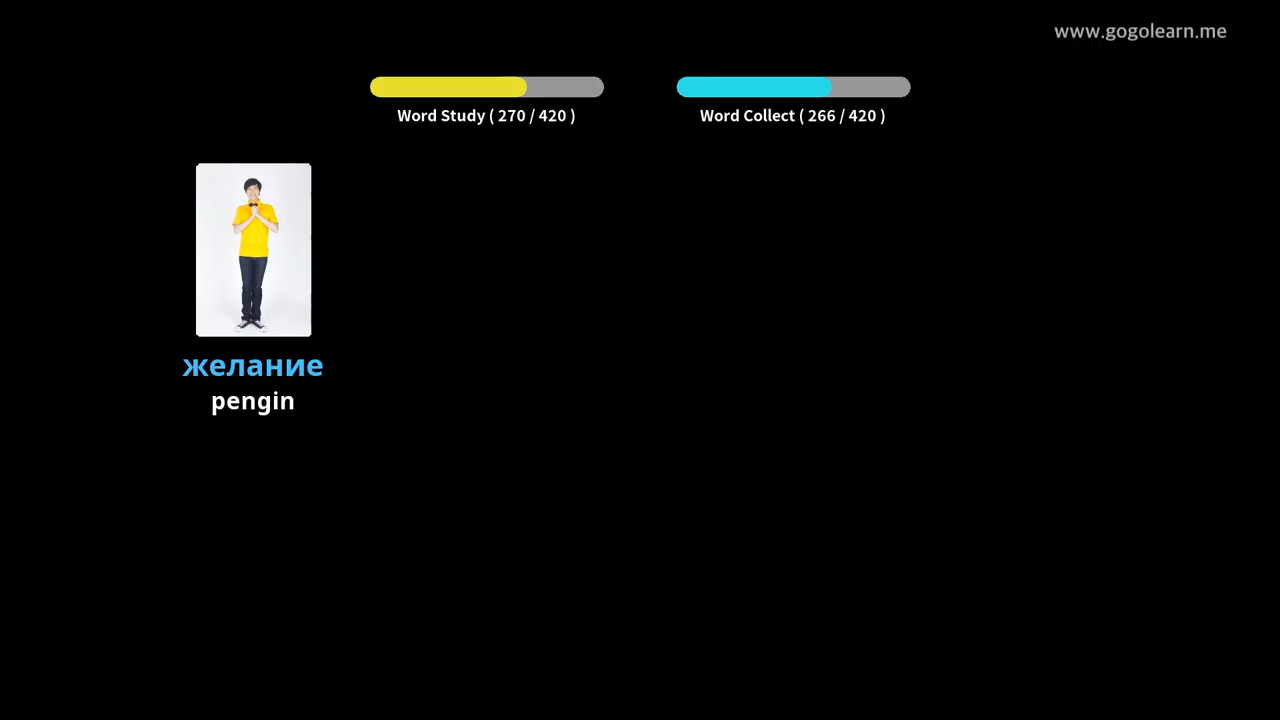 www.gogolearn.me
Word Study ( 270 / 420 )
Word Collect ( 266 / 420 )
желание
pengin